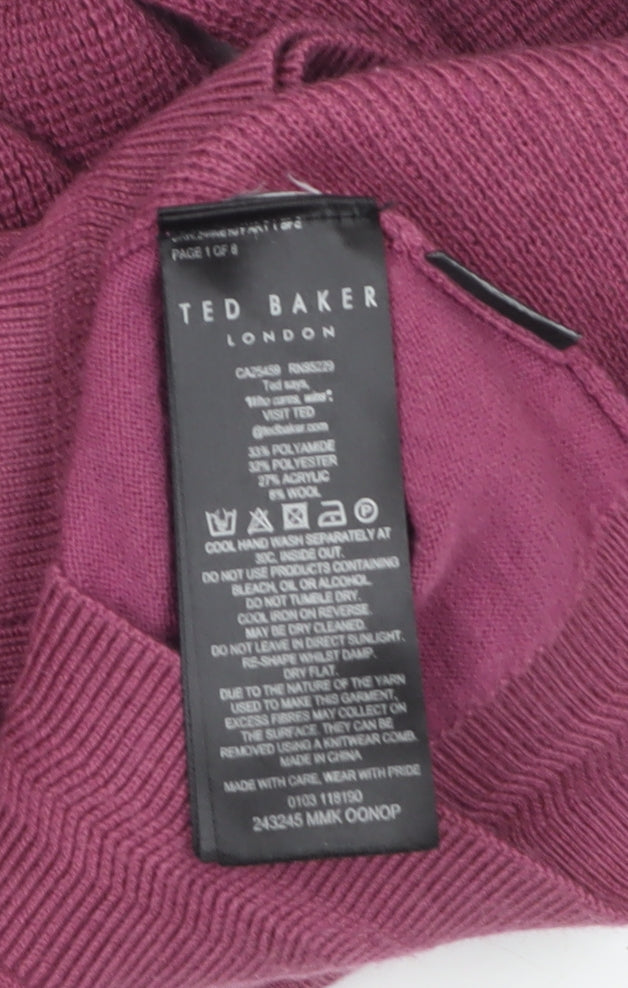 PAGE 1 OF 8
TED BAKER
LONDON
CA25459 RN95229
Ted says,
"Who cares, wins".
VISIT TED
@tedbaker.com
33% POLYAMIDE
32% POLYESTER
27% ACRYLIC
8% WOOL
P
COOL HAND WASH SEPARATELY AT
30C, INSIDE OUT.
DO NOT USE PRODUCTS CONTAINING
BLEACH, OIL OR ALCOHOL.
DO NOT TUMBLE DRY.
COOL IRON ON REVERSE.
MAY BE DRY CLEANED.
DO NOT LEAVE IN DIRECT SUNLIGHT.
RE-SHAPE WHILST DAMP.
DRY FLAT.
DUE TO THE NATURE OF THE YARN
USED TO MAKE THIS GARMENT,
EXCESS FIBRES MAY COLLECT ON
THE SURFACE. THEY CAN BE
REMOVED USING A KNITWEAR COMB.
MADE IN CHINA
MADE WITH CARE, WEAR WITH PRIDE
0103 118190
243245 MMK OONOP